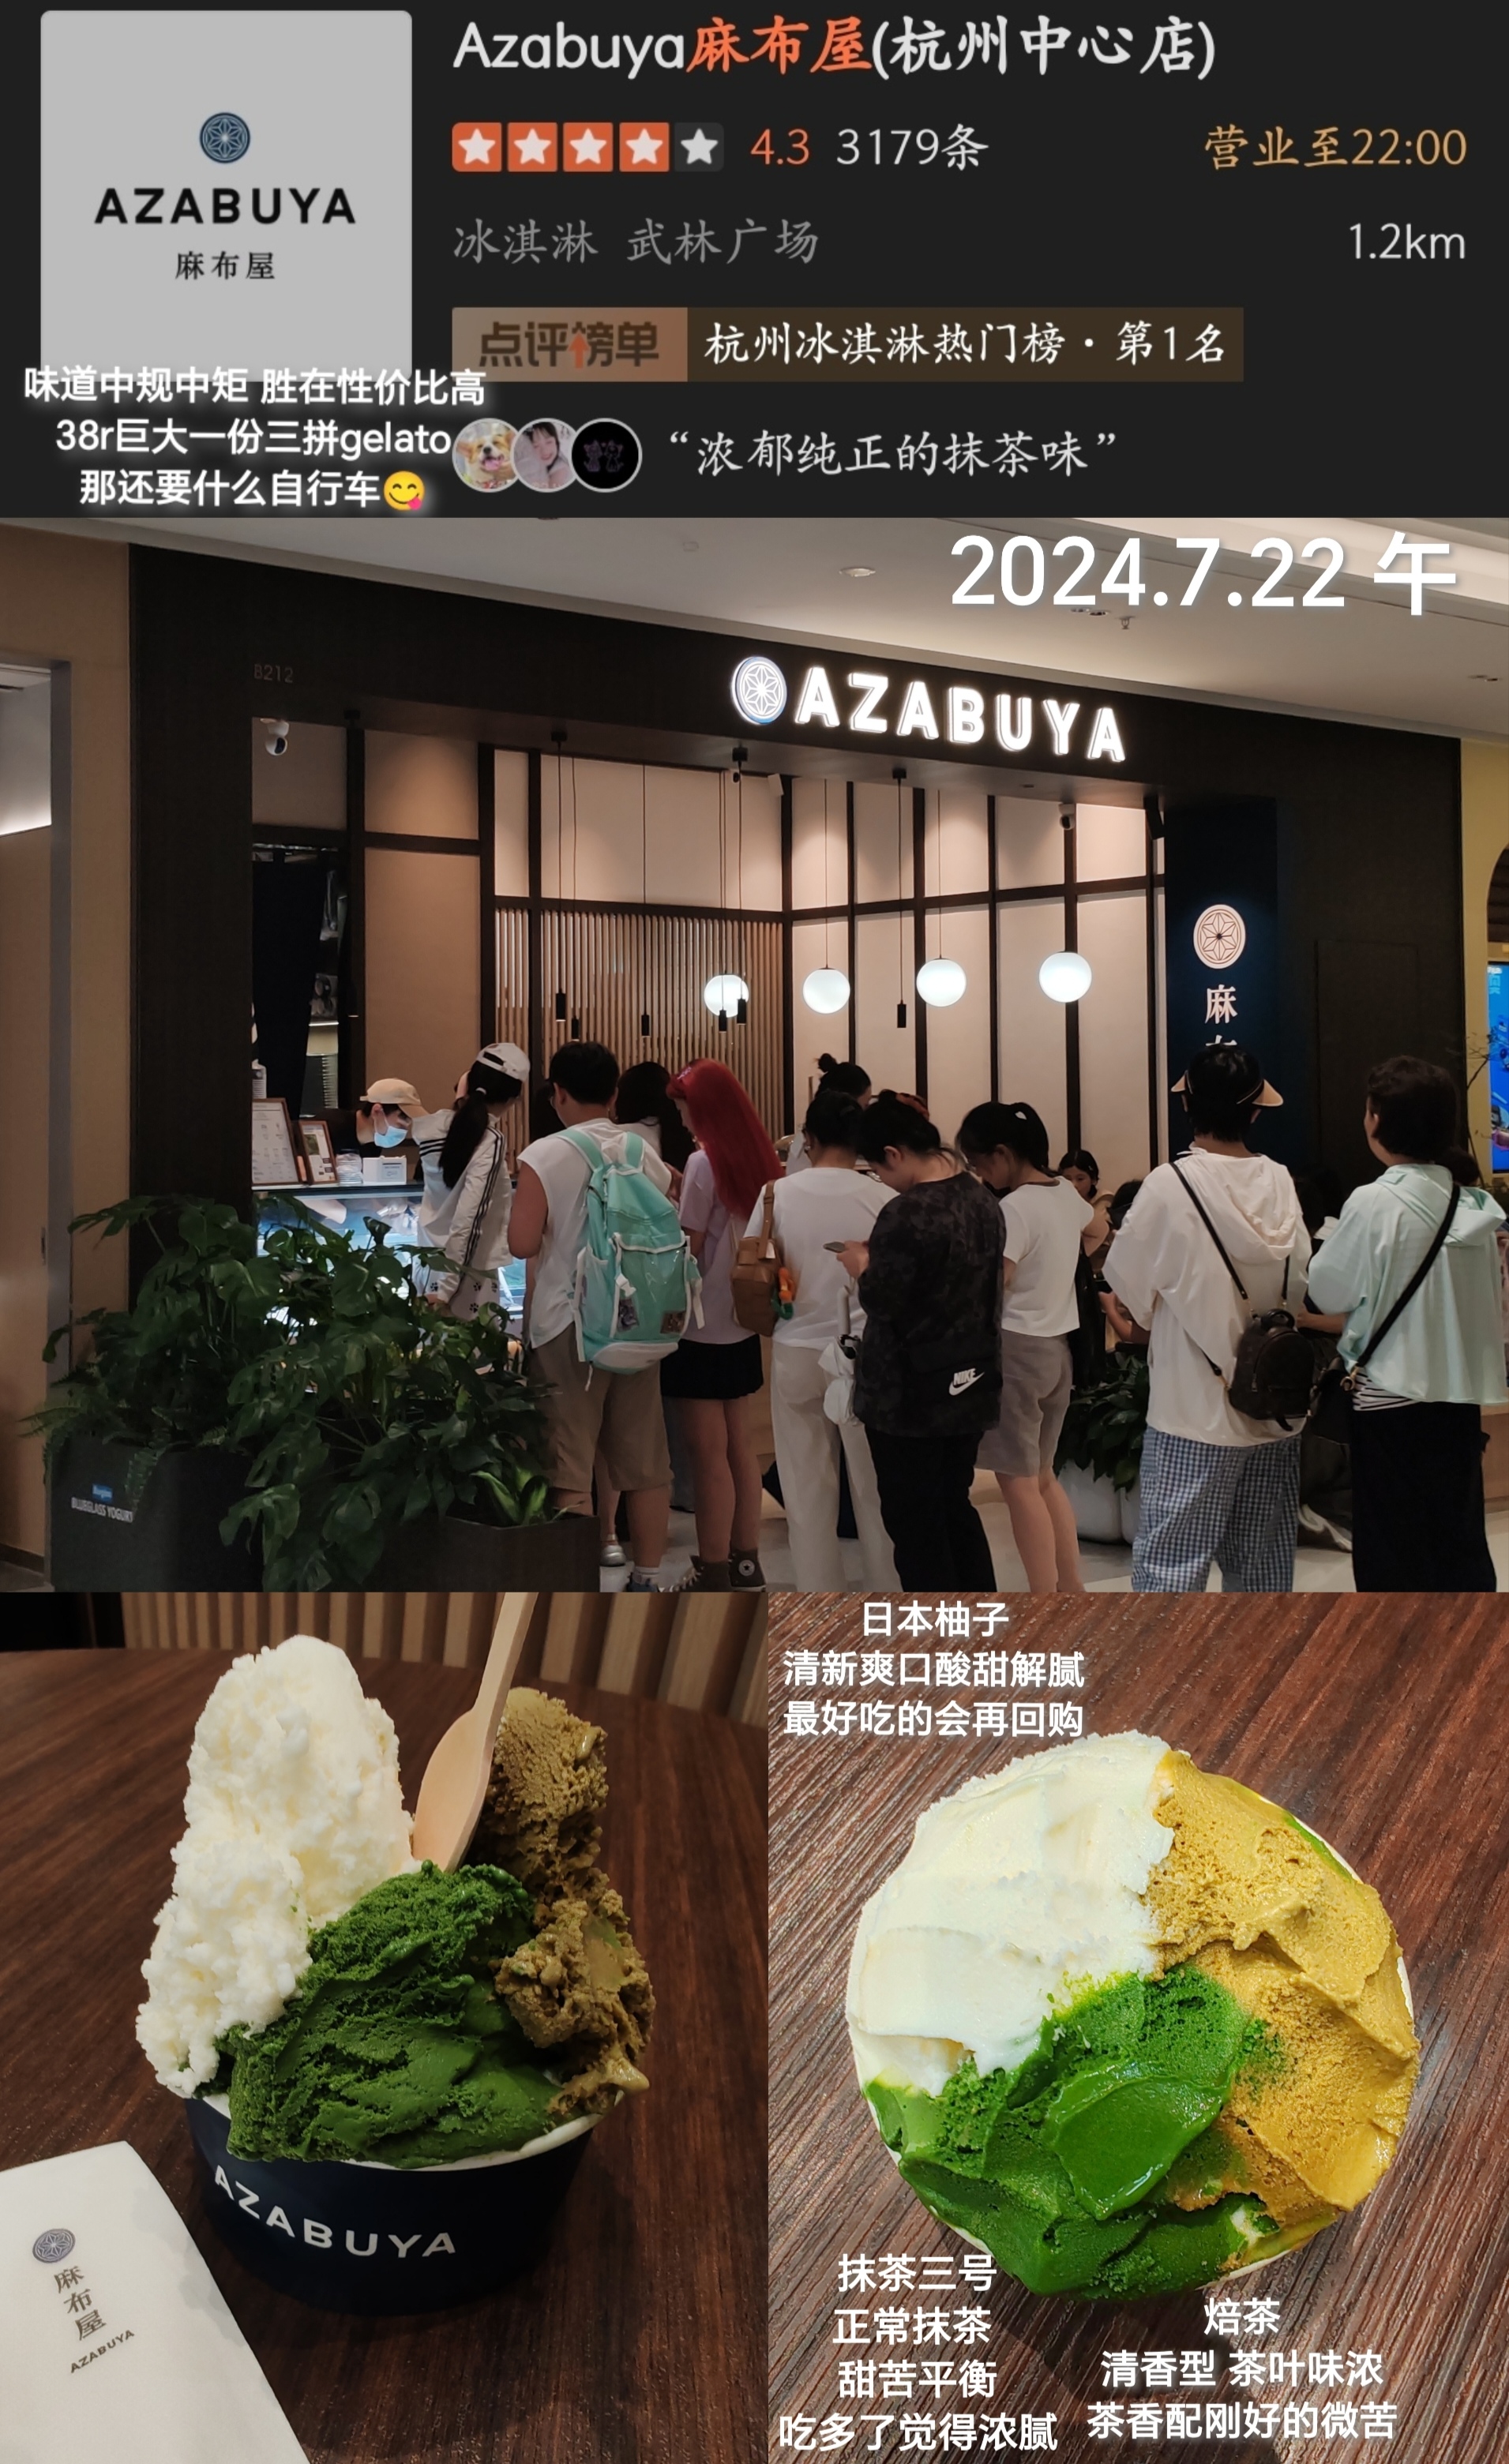 Azabuya麻布屋(杭州中心店)
4.3 3179条 营业至22:00
冰淇淋 武林广场 1.2km
点评榜单 杭州冰淇淋热门�·第1名
“浓郁纯正的抹茶味”
AZABUYA
麻布屋
味道中规中矩 胜在性价比高
38r巨大一份三拼gelato
那还要什么自行车😋
2024.7.22 午
B212
AZABUYA
麻
NIKE
BLUEGLASS YOGURT
AZABUYA
麻布屋
AZABUYA
日本柚子
清新爽口酸甜解腻
最好吃的会再回购
抹茶三号
正常抹茶
甜苦平衡
吃多了觉得浓腻
焙茶
清香型 茶叶味浓
茶香配刚好的微苦